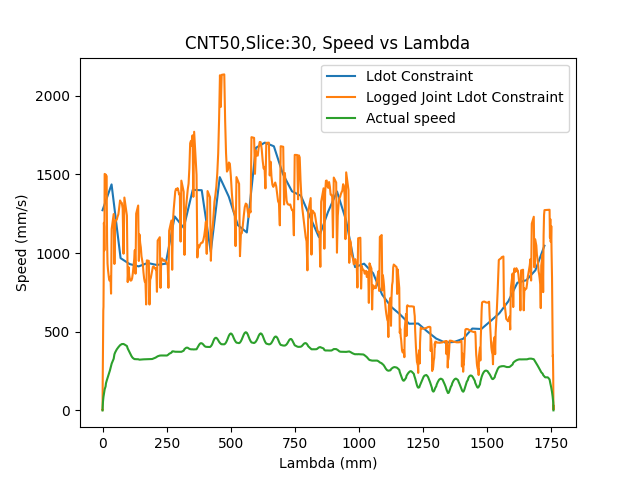 CNT50,Slice:30, Speed vs Lambda
Ldot Constraint
Logged Joint Ldot Constraint
Actual speed
Speed (mm/s)
2000
1500
1000
500
0
0 250 500 750 1000 1250 1500 1750
Lambda (mm)